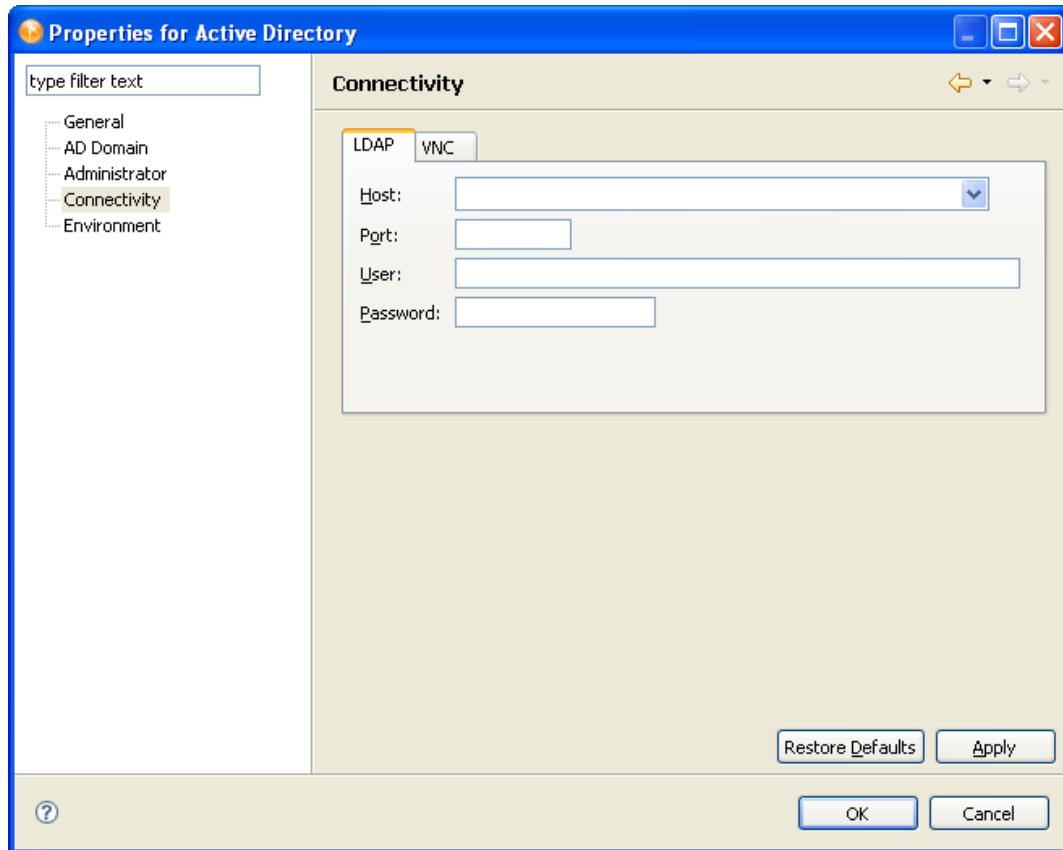 Properties for Active Directory
type filter text
General
AD Domain
Administrator
Connectivity
Environment
Connectivity
LDAP VNC
Host:
Port:
User:
Password:
Restore Defaults Apply
OK Cancel